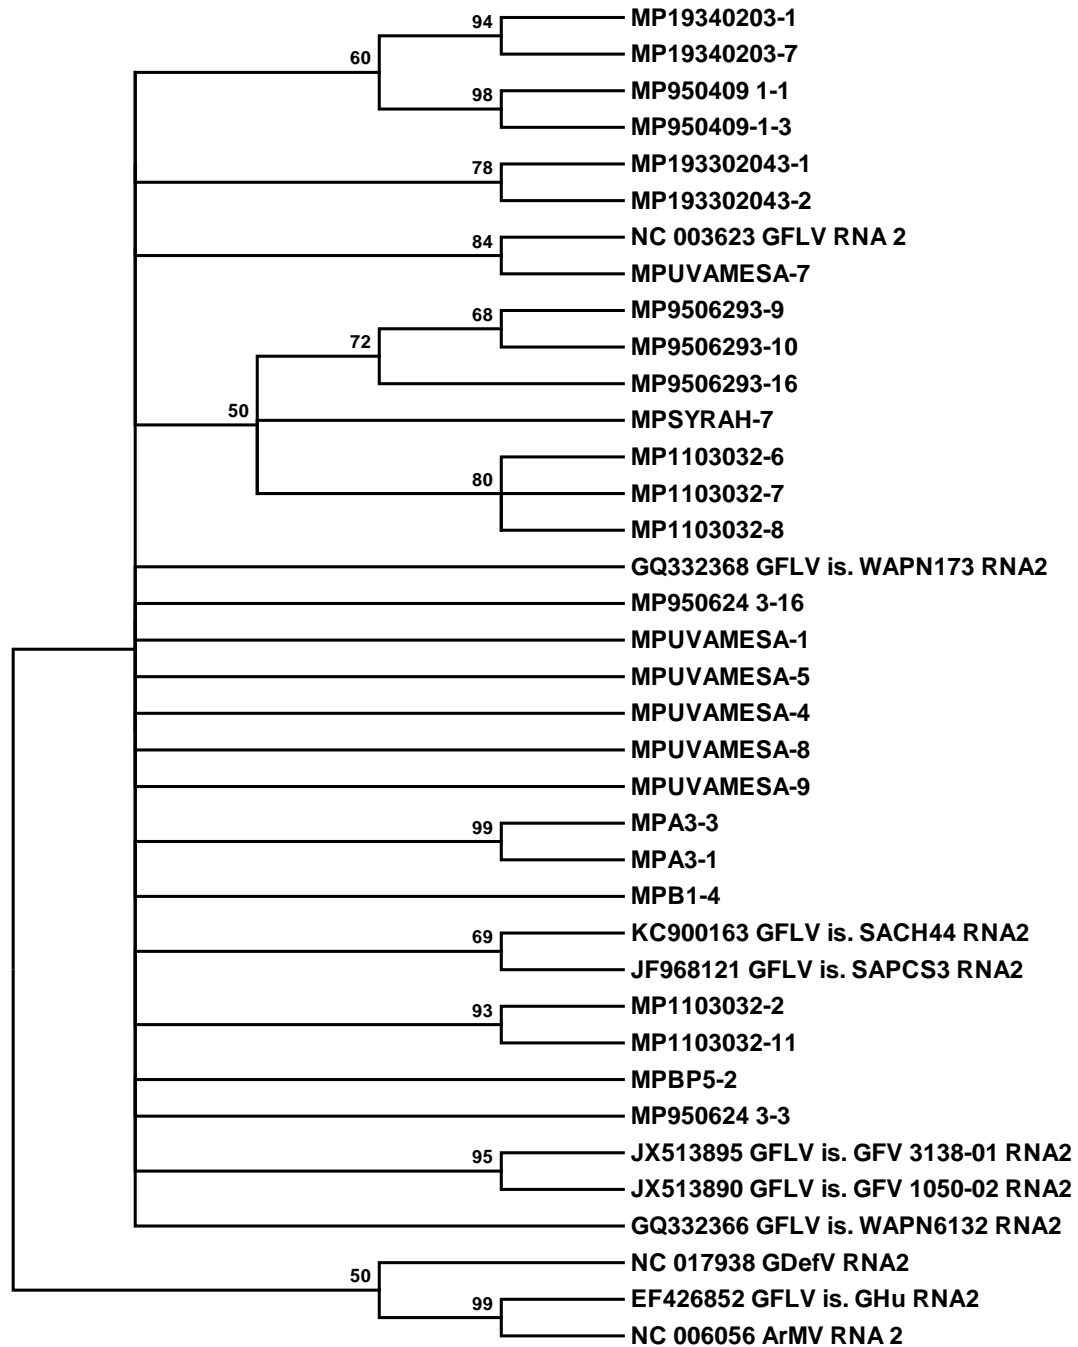 94
MP19340203-1
MP19340203-7
60
98
MP950409 1-1
MP950409-1-3
78
MP193302043-1
MP193302043-2
84
NC 003623 GFLV RNA 2
MPUVAMESA-7
68
MP9506293-9
MP9506293-10
72
MP9506293-16
50
MPSYRAH-7
80
MP1103032-6
MP1103032-7
MP1103032-8
GQ332368 GFLV is. WAPN173 RNA2
MP950624 3-16
MPUVAMESA-1
MPUVAMESA-5
MPUVAMESA-4
MPUVAMESA-8
MPUVAMESA-9
99
MPA3-3
MPA3-1
MPB1-4
69
KC900163 GFLV is. SACH44 RNA2
JF968121 GFLV is. SAPCS3 RNA2
93
MP1103032-2
MP1103032-11
MPBP5-2
MP950624 3-3
95
JX513895 GFLV is. GFV 3138-01 RNA2
JX513890 GFLV is. GFV 1050-02 RNA2
GQ332366 GFLV is. WAPN6132 RNA2
50
NC 017938 GDefV RNA2
99
EF426852 GFLV is. GHu RNA2
NC 006056 ArMV RNA 2